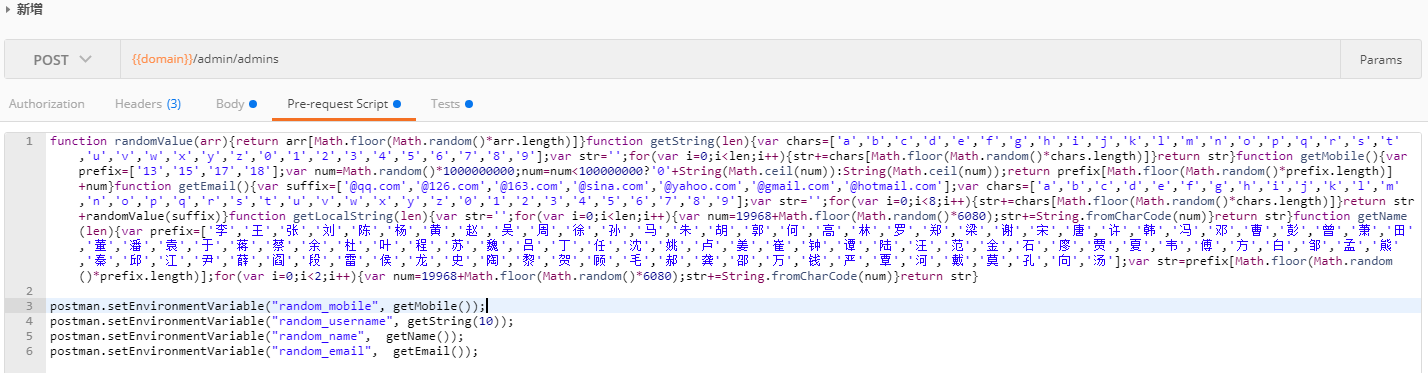 新增
POST {{domain}}/admin/admins Params
Authorization Headers (3) Body Pre-request Script Tests
1 function randomValue(arr){return arr[Math.floor(Math.random()*arr.length)]}function getString(len){var chars=['a','b','c','d','e','f','g','h','i','j','k','l','m','n','o','p','q','r','s','t'
,'u','v','w','x','y','z','0','1','2','3','4','5','6','7','8','9'];var str='';for(var i=0;i<len;i++){str+=chars[Math.floor(Math.random()*chars.length)]}return str}function getMobile(){var
prefix=['13','15','17','18'];var num=Math.random()*1000000000;num=num<100000000?'0'+String(Math.ceil(num)):String(Math.ceil(num));return prefix[Math.floor(Math.random()*prefix.length)]
+num}function getEmail(){var suffix=['@qq.com','@126.com','@163.com','@sina.com','@yahoo.com','@gmail.com','@hotmail.com'];var chars=['a','b','c','d','e','f','g','h','i','j','k','l','m'
,'n','o','p','q','r','s','t','u','v','w','x','y','z','0','1','2','3','4','5','6','7','8','9'];var str='';for(var i=0;i<8;i++){str+=chars[Math.floor(Math.random()*chars.length)]}return str
+randomValue(suffix)}function getLocalString(len){var str='';for(var i=0;i<len;i++){var num=19968+Math.floor(Math.random()*6080);str+=String.fromCharCode(num)}return str}function getName
(len){var prefix=['李','王','张','刘','陈','杨','黄','赵','吴','周','徐','孙','马','朱','胡','郭','何','高','林','罗','郑','梁','谢','宋','唐','许','韩','冯','邓','曹','彭','曾','萧','田'
,'董','潘','袁','于','蒋','蔡','余','杜','叶','程','苏','魏','吕','丁','任','沈','姚','卢','姜','崔','钟','谭','陆','汪','范','金','石','廖','贾','夏','韦','傅','方','白','邹','孟','熊'
,'秦','邱','江','尹','薛','阎','段','雷','侯','龙','史','陶','黎','贺','顾','毛','郝','龚','邵','万','钱','严','覃','河','戴','莫','孔','向','汤'];var str=prefix[Math.floor(Math.random
()*prefix.length)];for(var i=0;i<2;i++){var num=19968+Math.floor(Math.random()*6080);str+=String.fromCharCode(num)}return str}
2
3 postman.setEnvironmentVariable("random_mobile", getMobile());
4 postman.setEnvironmentVariable("random_username", getString(10));
5 postman.setEnvironmentVariable("random_name",  getName());
6 postman.setEnvironmentVariable("random_email",  getEmail());